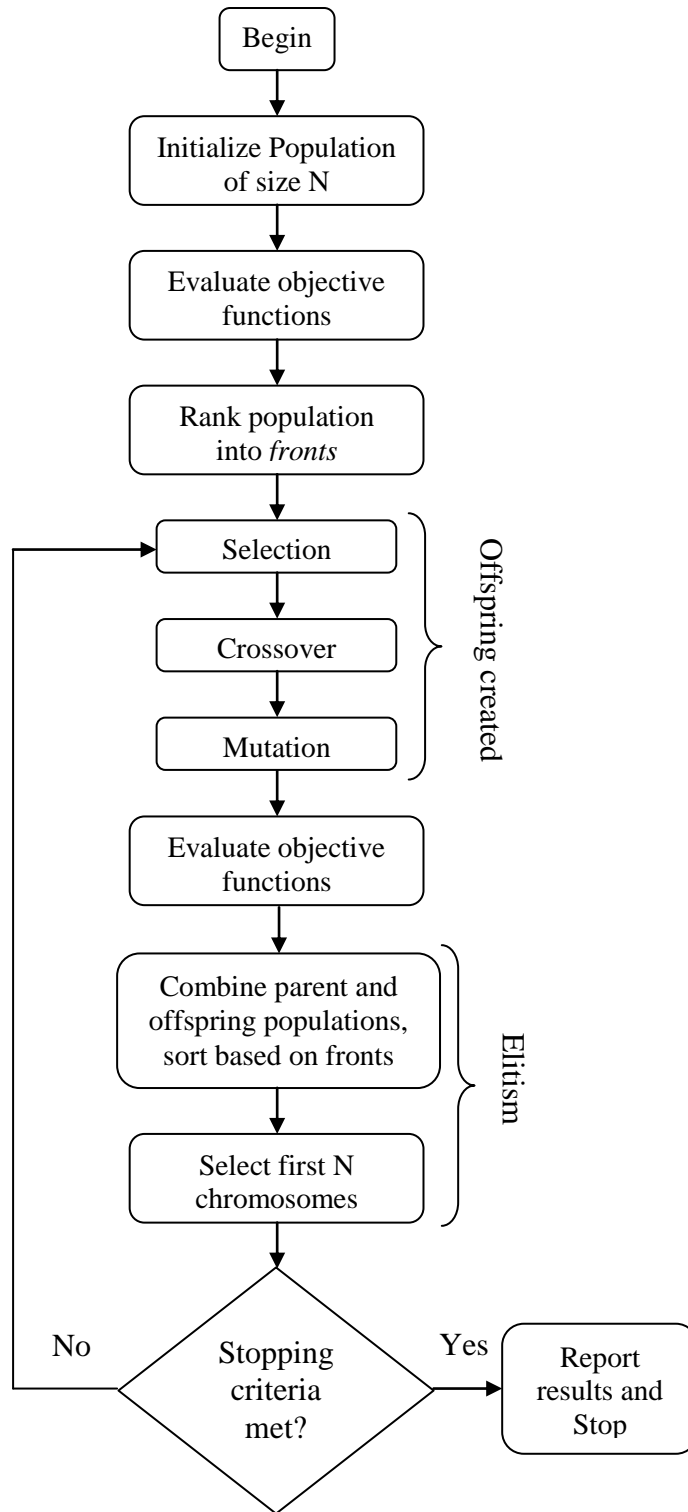 Begin
Initialize Population
of size N
Evaluate objective
functions
Rank population
into fronts
Selection
Crossover
Mutation
Offspring created
Evaluate objective
functions
Combine parent and
offspring populations,
sort based on fronts
Select first N
chromosomes
Elitism
Stopping
criteria
met?
No
Yes
Report
results and
Stop